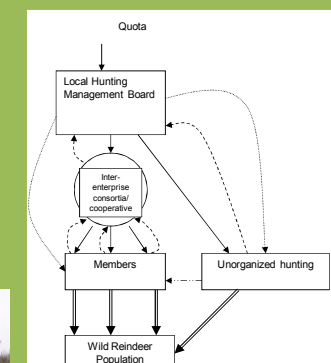 Quota
Local Hunting
Management Board
Inter-
enterprise
consortia/
cooperative
Members
Unorganized hunting
Wild Reindeer
Population